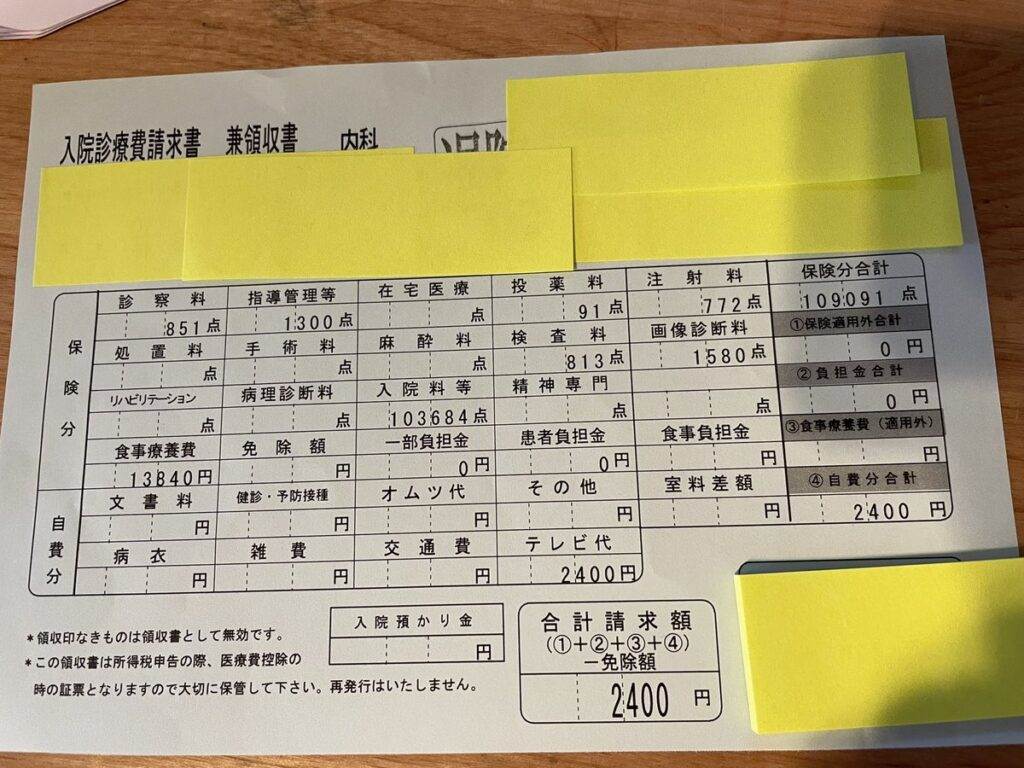 入院診療費請求書 兼領収書 内科
保険分
診察料 指導管理等 在宅医療 投薬料 注射料 保険分合計
851点 1300点 点 91点 772点 109091点
処置料 手術料 麻酔料 検査料 画像診断料 ①保険適用外合計
点 点 点 813点 1580点 0円
リハビリテーション 病理診断料 入院料等 精神専門 ②負担金合計
点 点 103684点 点 点 0円
食事療養費 免除額 一部負担金 患者負担金 食事負担金 ③食事療養費(適用外)
13840円 円 0円 0円 円 円
自費分
文書料 健診・予防接種 オムツ代 その他 室料差額 ④自費分合計
円 円 円 円 円 2400円
病衣 雑費 交通費 テレビ代
円 円 円 2400円
*領収印なきものは領収書として無効です。
*この領収書は所得税申告の際、医療費控除の
時の証票となりますので大切に保管して下さい。再発行はいたしません。
入院預かり金
円
合計請求額
(①+②+③+④)
-免除額
2400円